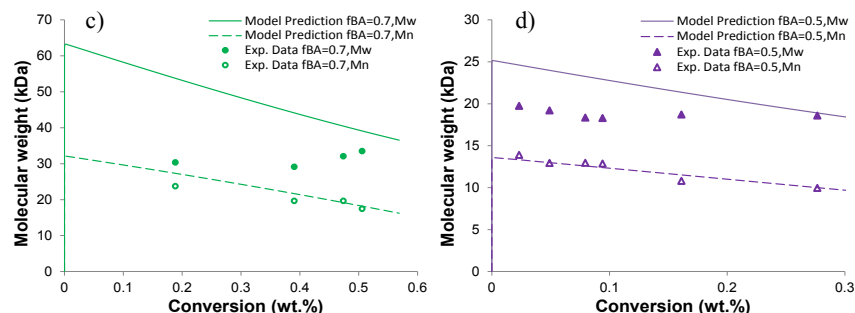 c)
Model Prediction fBA=0.7,Mw
Model Prediction fBA=0.7,Mn
Exp. Data fBA=0.7,Mw
Exp. Data fBA=0.7,Mn
Molecular weight (kDa)
70
60
50
40
30
20
10
0
0 0.1 0.2 0.3 0.4 0.5 0.6
Conversion (wt.%)
d)
Model Prediction fBA=0.5,Mw
Model Prediction fBA=0.5,Mn
Exp. Data fBA=0.5,Mw
Exp. Data fBA=0.5,Mn
Molecular weight (kDa)
30
25
20
15
10
5
0
0 0.1 0.2 0.3
Conversion (wt.%)